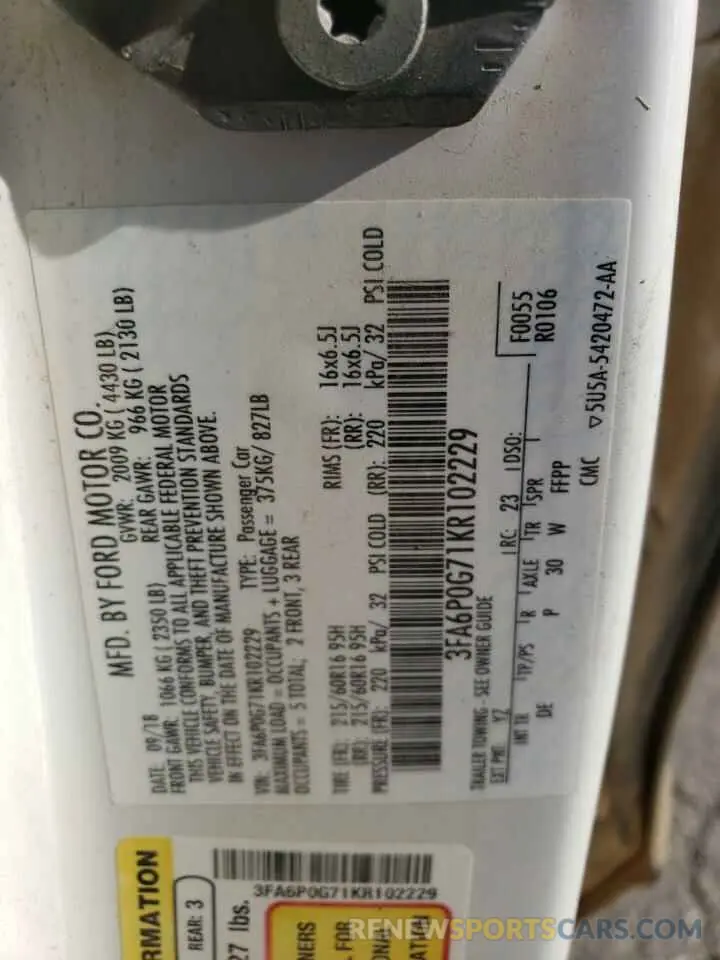 MFD. BY FORD MOTOR CO.
DATE: 09/18 GVWR: 2009 KG ( 4430 LB)
FRONT GAWR: 1066 KG ( 2350 LB) REAR GAWR: 966 KG ( 2130 LB)
THIS VEHICLE CONFORMS TO ALL APPLICABLE FEDERAL MOTOR
VEHICLE SAFETY, BUMPER, AND THEFT PREVENTION STANDARDS
IN EFFECT ON THE DATE OF MANUFACTURE SHOWN ABOVE.
VIN: 3FA6P0G71KR102229 TYPE: Passenger Car
MAXIMUM LOAD = OCCUPANTS + LUGGAGE = 375KG/ 827LB
OCCUPANTS = 5 TOTAL; 2 FRONT, 3 REAR
TIRE (FR): 215/60R16 95H RIMS (FR): 16x6.5J
(RR): 215/60R16 95H (RR): 16x6.5J
PRESSURE (FR): 220 kPa/ 32 PSI COLD (RR): 220 kPa/ 32 PSI COLD
3FA6P0G71KR102229
TRAILER TOWING - SEE OWNER GUIDE
EXT PNT: YZ RC: 23 DSO: F0055
R0106
INT TR TP/PS R AXLE TR SPR
DE P 30 W FFPP
CMC ▽5U5A-5420472-AA
RMATION
REAR: 3
27 lbs.
3FA6P0G71KR102229
NERS
- FOR
ONAL
ATION
RENEWSPORTSCARS.COM